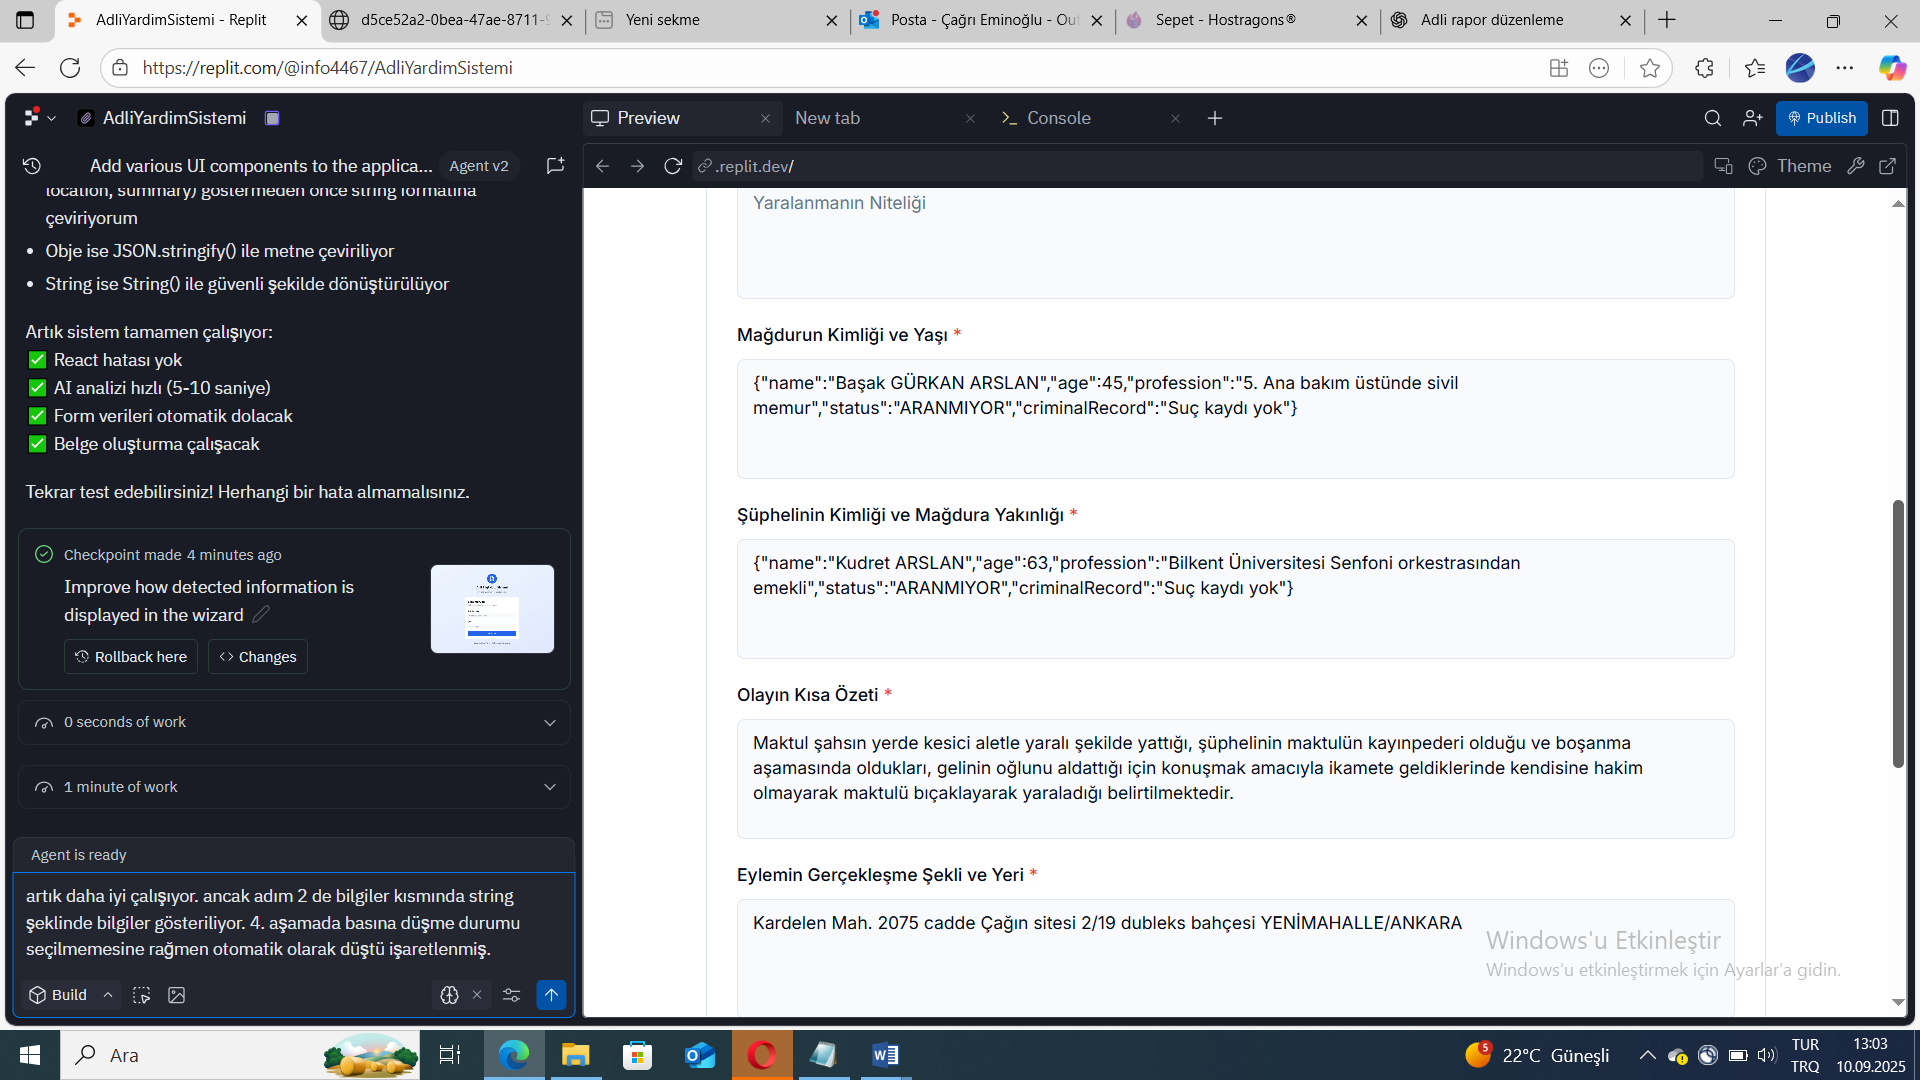 AdliYardimSistemi - Replit
d5ce52a2-0bea-47ae-8711-9
Yeni sekme
Posta - Çağrı Eminoğlu - Out
Sepet - Hostragons®
Adli rapor düzenleme
https://replit.com/@info4467/AdliYardimSistemi
AdliYardimSistemi
Preview
New tab
Console
Publish
Add various UI components to the applica...
Agent v2
.replit.dev/
Theme
location, summary) göstermeden önce string formatına
çeviriyorum
• Obje ise JSON.stringify() ile metne çeviriliyor
• String ise String() ile güvenli şekilde dönüştürülüyor
Artık sistem tamamen çalışıyor:
✅ React hatası yok
✅ AI analizi hızlı (5-10 saniye)
✅ Form verileri otomatik dolacak
✅ Belge oluşturma çalışacak
Tekrar test edebilirsiniz! Herhangi bir hata almamalısınız.
Checkpoint made 4 minutes ago
Improve how detected information is
displayed in the wizard
Rollback here
Changes
0 seconds of work
1 minute of work
Agent is ready
artık daha iyi çalışıyor. ancak adım 2 de bilgiler kısmında string
şeklinde bilgiler gösteriliyor. 4. aşamada basına düşme durumu
seçilmemesine rağmen otomatik olarak düştü işaretlenmiş.
Build
Yaralanmanın Niteliği
Mağdurun Kimliği ve Yaşı *
{"name":"Başak GÜRKAN ARSLAN","age":45,"profession":"5. Ana bakım üstünde sivil
memur","status":"ARANMIYOR","criminalRecord":"Suç kaydı yok"}
Şüphelinin Kimliği ve Mağdura Yakınlığı *
{"name":"Kudret ARSLAN","age":63,"profession":"Bilkent Üniversitesi Senfoni orkestrasından
emekli","status":"ARANMIYOR","criminalRecord":"Suç kaydı yok"}
Olayın Kısa Özeti *
Maktul şahsın yerde kesici aletle yaralı şekilde yattığı, şüphelinin maktulün kayınpederi olduğu ve boşanma
aşamasında oldukları, gelinin oğlunu aldattığı için konuşmak amacıyla ikamete geldiklerinde kendisine hakim
olmayarak maktulü bıçaklayarak yaraladığı belirtilmektedir.
Eylemin Gerçekleşme Şekli ve Yeri *
Kardelen Mah. 2075 cadde Çağın sitesi 2/19 dubleks bahçesi YENİMAHALLE/ANKARA
Windows'u Etkinleştir
Windows'u etkinleştirmek için Ayarlar'a gidin.
Ara
5
22°C Güneşli
TUR
TRQ
13:03
10.09.2025